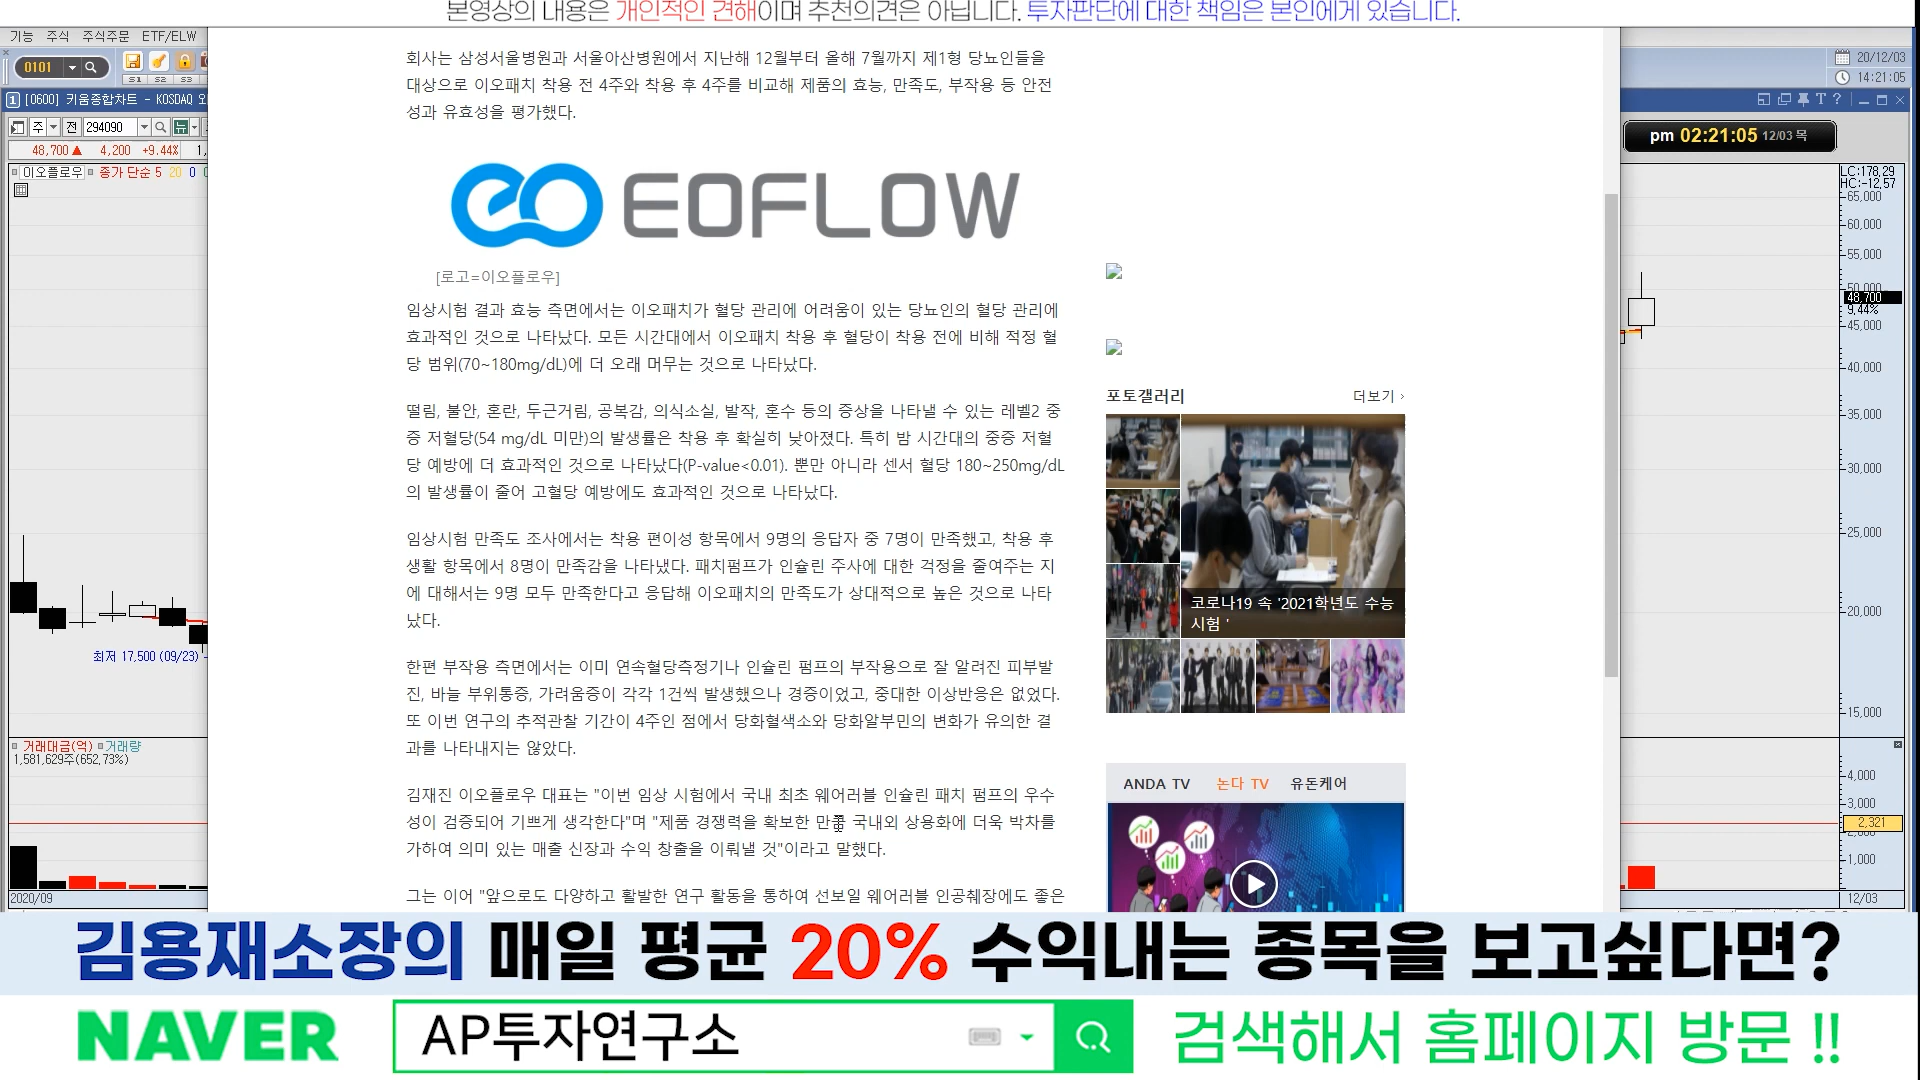 본영상의 내용은 개인적인 견해이며 추천의견은 아닙니다. 투자판단에 대한 책임은 본인에게 있습니다.
기능 주식 주식주문 ETF/ELW
0101
S1 S2 S3
20/12/03
14:21:05
1 [0600] 키움종합차트 - KOSDAQ
T ?
주 전 294090 뉴
48,700 ▲ 4,200 +9.44%
이오플로우 종가 단순 5 20
pm 02:21:05 12/03 목
LC:178,29
HC:-12,57
65,000
60,000
55,000
50,000
48,700
9,44%
45,000
40,000
35,000
30,000
25,000
20,000
15,000
최저 17,500 (09/23)
거래대금(억) 거래량
1,581,629주(652,73%)
4,000
3,000
2,321
1,000
2020/09
12/03
회사는 삼성서울병원과 서울아산병원에서 지난해 12월부터 올해 7월까지 제1형 당뇨인들을
대상으로 이오패치 착용 전 4주와 착용 후 4주를 비교해 제품의 효능, 만족도, 부작용 등 안전
성과 유효성을 평가했다.
EOFLOW
[로고=이오플로우]
임상시험 결과 효능 측면에서는 이오패치가 혈당 관리에 어려움이 있는 당뇨인의 혈당 관리에
효과적인 것으로 나타났다. 모든 시간대에서 이오패치 착용 후 혈당이 착용 전에 비해 적정 혈
당 범위(70~180mg/dL)에 더 오래 머무는 것으로 나타났다.
떨림, 불안, 혼란, 두근거림, 공복감, 의식소실, 발작, 혼수 등의 증상을 나타낼 수 있는 레벨2 중
증 저혈당(54 mg/dL 미만)의 발생률은 착용 후 확실히 낮아졌다. 특히 밤 시간대의 중증 저혈
당 예방에 더 효과적인 것으로 나타났다(P-value<0.01). 뿐만 아니라 센서 혈당 180~250mg/dL
의 발생률이 줄어 고혈당 예방에도 효과적인 것으로 나타났다.
임상시험 만족도 조사에서는 착용 편이성 항목에서 9명의 응답자 중 7명이 만족했고, 착용 후
생활 항목에서 8명이 만족감을 나타냈다. 패치펌프가 인슐린 주사에 대한 걱정을 줄여주는 지
에 대해서는 9명 모두 만족한다고 응답해 이오패치의 만족도가 상대적으로 높은 것으로 나타
났다.
한편 부작용 측면에서는 이미 연속혈당측정기나 인슐린 펌프의 부작용으로 잘 알려진 피부발
진, 바늘 부위통증, 가려움증이 각각 1건씩 발생했으나 경증이었고, 중대한 이상반응은 없었다.
또 이번 연구의 추적관찰 기간이 4주인 점에서 당화혈색소와 당화알부민의 변화가 유의한 결
과를 나타내지는 않았다.
김재진 이오플로우 대표는 "이번 임상 시험에서 국내 최초 웨어러블 인슐린 패치 펌프의 우수
성이 검증되어 기쁘게 생각한다"며 "제품 경쟁력을 확보한 만큼 국내외 상용화에 더욱 박차를
가하여 의미 있는 매출 신장과 수익 창출을 이뤄낼 것"이라고 말했다.
그는 이어 "앞으로도 다양하고 활발한 연구 활동을 통하여 선보일 웨어러블 인공췌장에도 좋은
포토갤러리 더보기 ›
코로나19 속 '2021학년도 수능
시험 '
ANDA TV 논다 TV 유돈케어
김용재소장의 매일 평균 20% 수익내는 종목을 보고싶다면?
NAVER AP투자연구소 검색해서 홈페이지 방문 !!